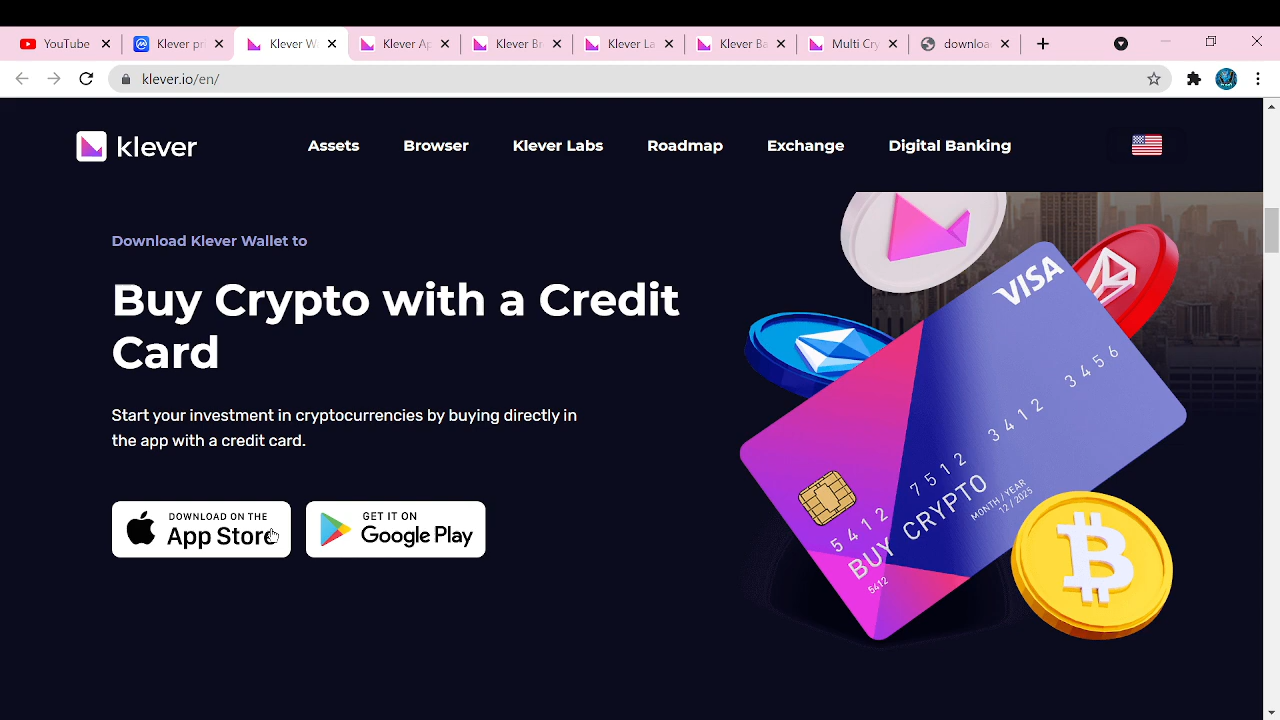 YouTube
Klever pr
Klever W
Klever Ap
Klever Br
Klever La
Klever Ba
Multi Cry
downloa
klever.io/en/
klever
Assets
Browser
Klever Labs
Roadmap
Exchange
Digital Banking
Download Klever Wallet to
Buy Crypto with a Credit
Card
Start your investment in cryptocurrencies by buying directly in
the app with a credit card.
DOWNLOAD ON THE
App Store
GET IT ON
Google Play
VISA
5412 7512 3412 3456
BUY CRYPTO
MONTH / YEAR
12 / 2025
5412